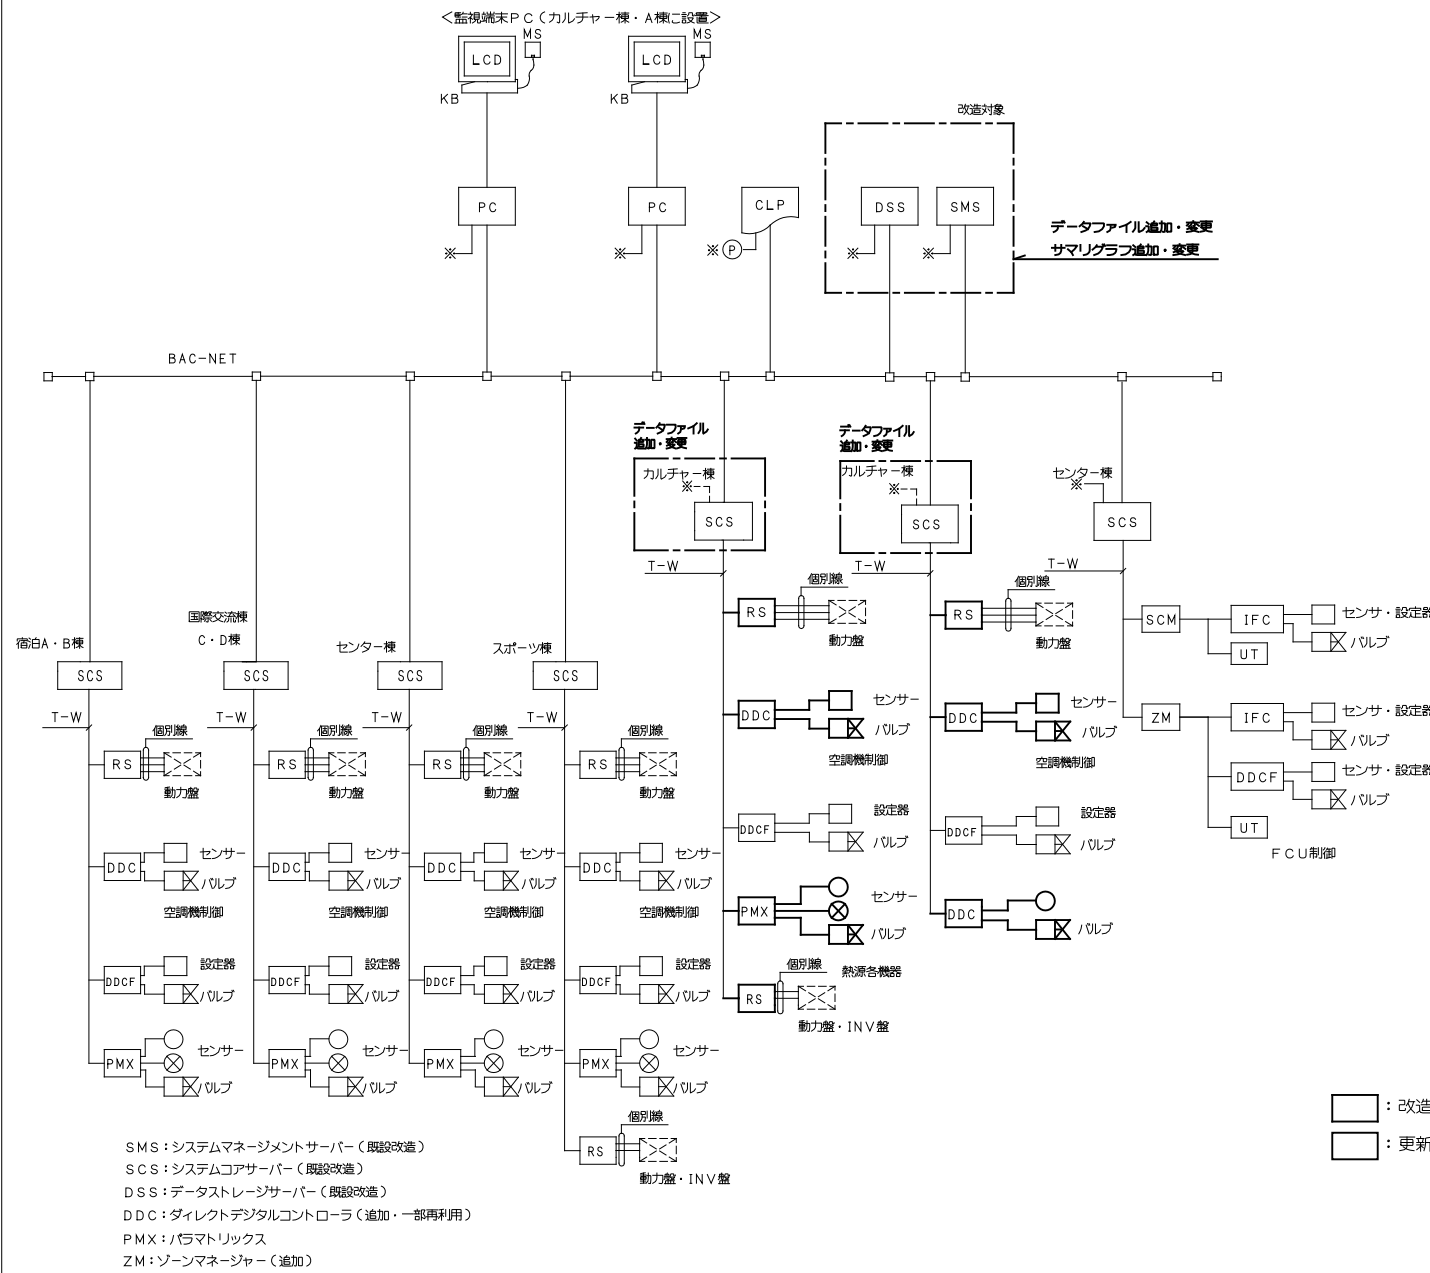 ＜監視端末ＰＣ（カルチャー棟・Ａ棟に設置＞
MS
MS
LCD
LCD
KB
KB
改造対象
PC
PC
CLP
DSS
SMS
※
※
※ P
※
※
データファイル追加・変更
サマリグラフ追加・変更
BAC-NET
データファイル
追加・変更
データファイル
追加・変更
カルチャー棟
※
SCS
カルチャー棟
※
SCS
センター棟
※
SCS
T-W
T-W
T-W
宿泊Ａ・Ｂ棟
国際交流棟
Ｃ・Ｄ棟
センター棟
スポーツ棟
SCS
SCS
SCS
SCS
T-W
T-W
T-W
T-W
RS
個別線
動力盤
RS
個別線
動力盤
RS
個別線
動力盤
RS
個別線
動力盤
RS
個別線
動力盤
RS
個別線
動力盤
SCM
IFC
センサ・設定器
バルブ
UT
DDC
センサー
バルブ
空調機制御
DDC
センサー
バルブ
空調機制御
ZM
IFC
センサ・設定器
バルブ
DDCF
センサ・設定器
バルブ
UT
ＦＣＵ制御
DDC
センサー
バルブ
空調機制御
DDC
センサー
バルブ
空調機制御
DDC
センサー
バルブ
空調機制御
DDC
センサー
バルブ
空調機制御
DDCF
設定器
バルブ
DDCF
設定器
バルブ
PMX
センサー
バルブ
DDC
バルブ
DDCF
設定器
バルブ
DDCF
設定器
バルブ
DDCF
設定器
バルブ
DDCF
設定器
バルブ
RS
個別線
熱源各機器
動力盤・ＩＮＶ盤
PMX
センサー
バルブ
PMX
センサー
バルブ
PMX
センサー
バルブ
PMX
センサー
バルブ
RS
個別線
動力盤・ＩＮＶ盤
：改造
：更新
ＳＭＳ：システムマネージメントサーバー（既設改造）
ＳＣＳ：システムコアサーバー（既設改造）
ＤＳＳ：データストレージサーバー（既設改造）
ＤＤＣ：ダイレクトデジタルコントローラ（追加・一部再利用）
ＰＭＸ：パラマトリックス
ＺＭ：ゾーンマネージャー（追加）